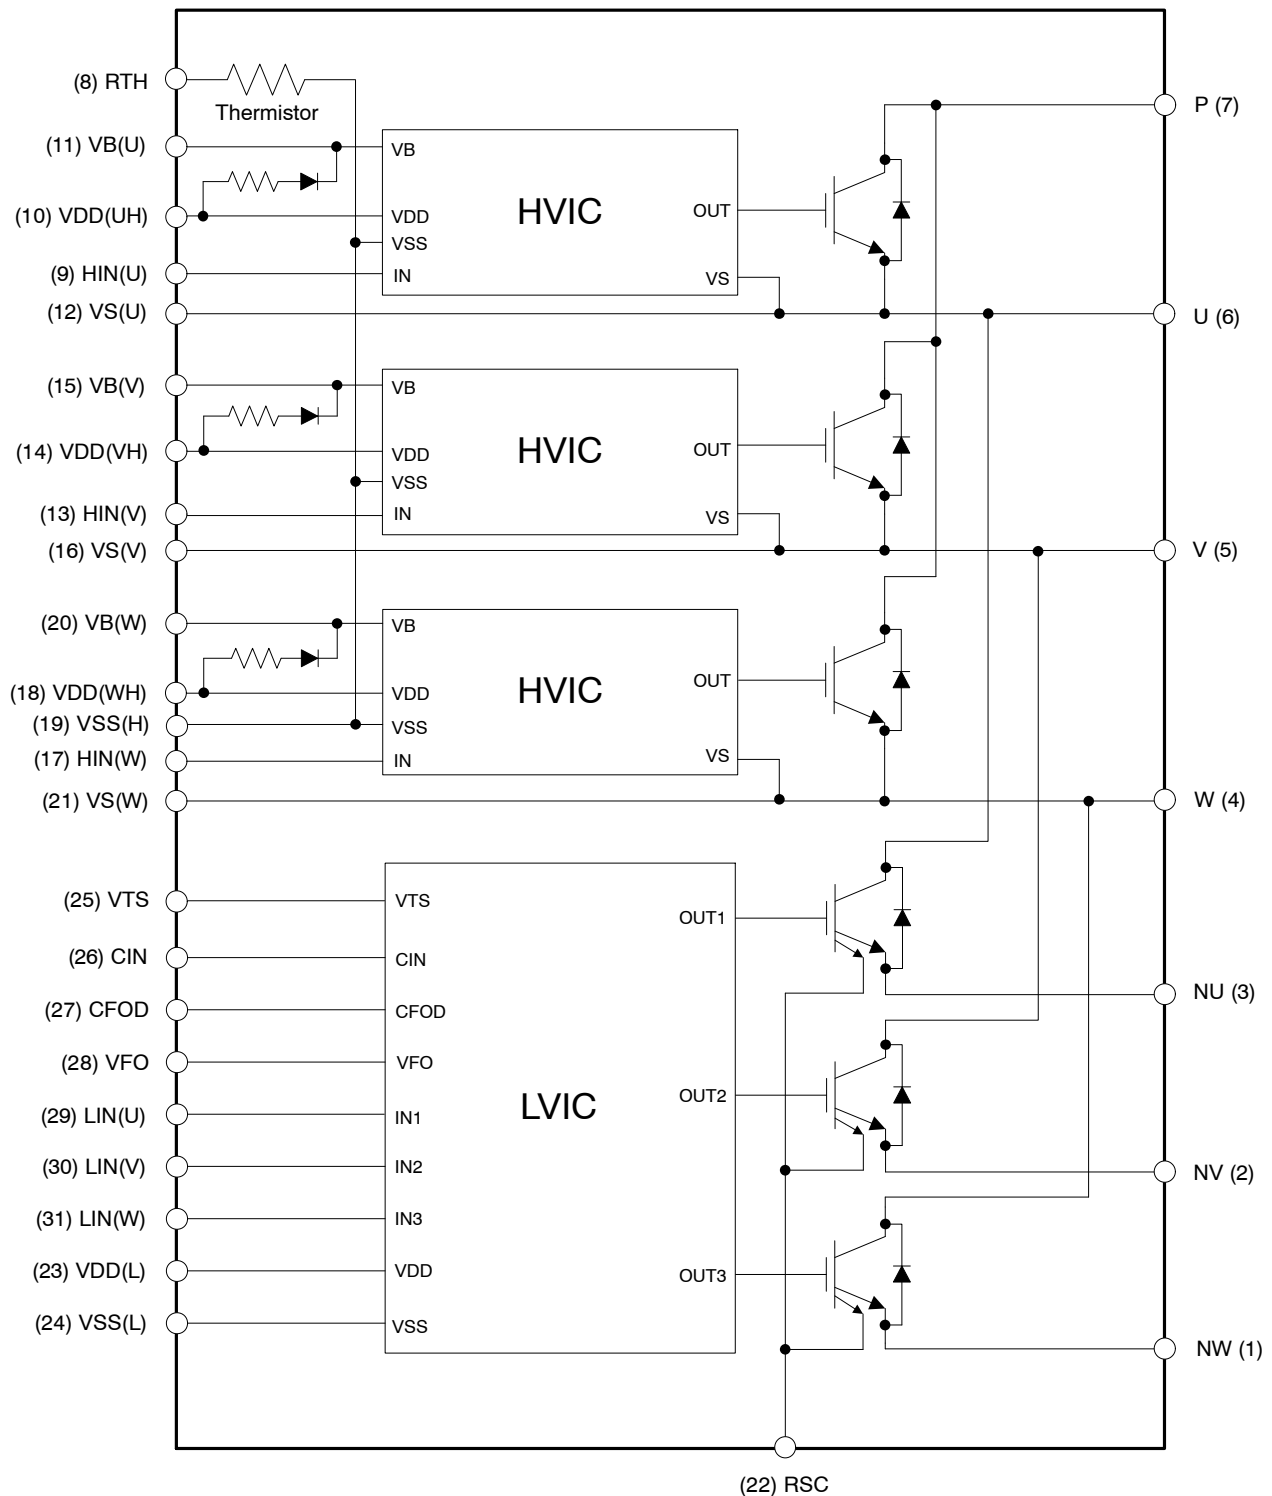 (8) RTH
Thermistor
P (7)
(11) VB(U)
VB
(10) VDD(UH)
VDD
HVIC
OUT
VSS
(9) HIN(U)
IN
VS
(12) VS(U)
U (6)
(15) VB(V)
VB
(14) VDD(VH)
VDD
HVIC
OUT
VSS
(13) HIN(V)
IN
VS
(16) VS(V)
V (5)
(20) VB(W)
VB
(18) VDD(WH)
VDD
HVIC
OUT
(19) VSS(H)
VSS
(17) HIN(W)
IN
VS
(21) VS(W)
W (4)
(25) VTS
VTS
OUT1
(26) CIN
CIN
NU (3)
(27) CFOD
CFOD
(28) VFO
VFO
LVIC
OUT2
(29) LIN(U)
IN1
(30) LIN(V)
IN2
NV (2)
(31) LIN(W)
IN3
(23) VDD(L)
VDD
OUT3
(24) VSS(L)
VSS
NW (1)
(22) RSC